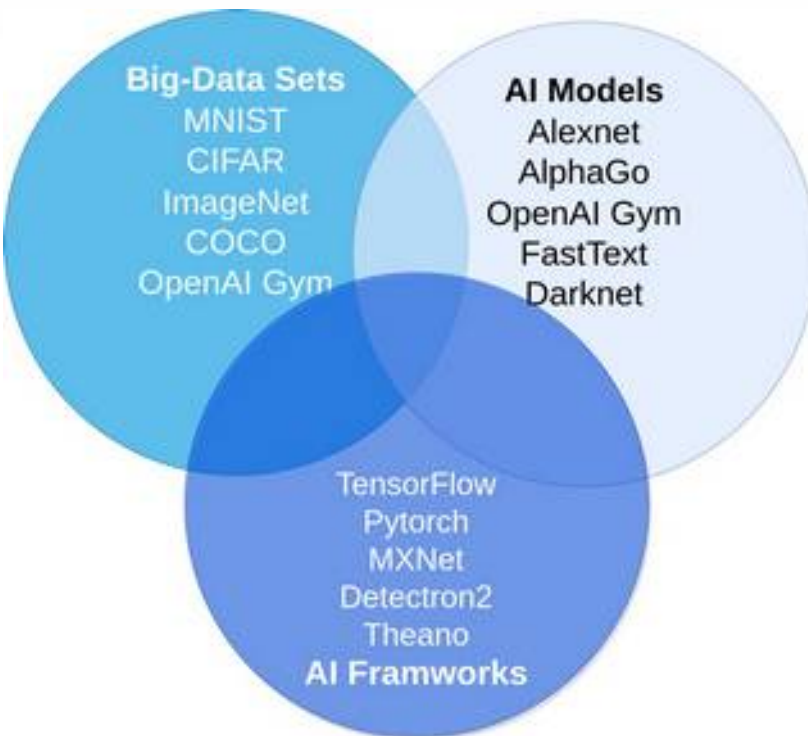 Big-Data Sets
MNIST
CIFAR
ImageNet
COCO
OpenAI Gym
AI Models
Alexnet
AlphaGo
OpenAI Gym
FastText
Darknet
TensorFlow
Pytorch
MXNet
Detectron2
Theano
AI Framworks